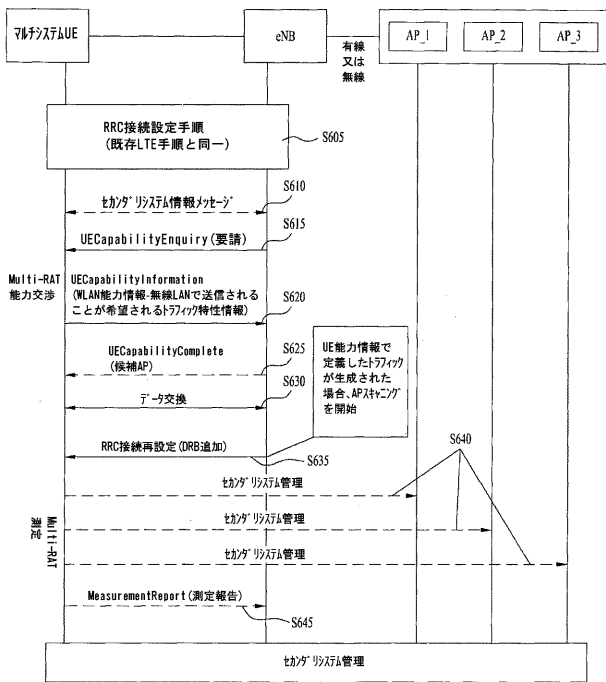 マルチシステムUE
eNB
有線
又は
無線
AP_1
AP_2
AP_3
RRC接続設定手順
(既存LTE手順と同一)
S605
S610
セカンダリシステム情報メッセージ
S615
UECapabilityEnquiry(要請)
Multi-RAT
能力交渉
UECapabilityInformation
(WLAN能力情報-無線LANで送信される
ことが希望されるトラフィック特性情報)
S620
UECapabilityComplete
(候補AP)
S625
UE能力情報で
定義したトラフィック
が生成された
場合、APスキャニング
を開始
S630
データ交換
RRC接続再設定(DRB追加)
S635
S640
セカンダリシステム管理
セカンダリシステム管理
Multi-RAT
測定
セカンダリシステム管理
MeasurementReport(測定報告)
S645
セカンダリシステム管理